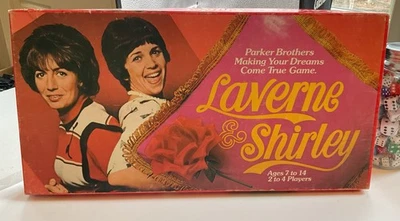 Parker Brothers
Making Your Dreams
Come True Game.
Laverne
& Shirley
Ages 7 to 14
2 to 4 Players